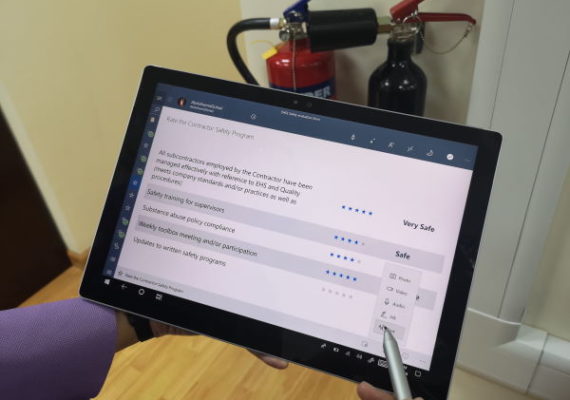 Rate the Contractor Safety Program
All subcontractors employed by the Contractor have been
managed effectively with reference to EHS and Quality
(meets company standards and/or practices as well as
procedures)
Very Safe
Safety training for supervisors
Safe
Substance abuse policy compliance
Weekly toolbox meeting and/or participation
Updates to written safety programs
Photo
Video
Audio
Ink
Rate the Contractor Safety Program